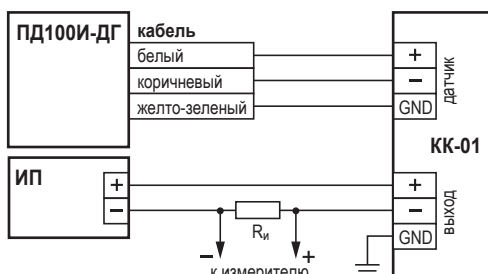 ПД100И-ДГ
кабель
белый
коричневый
желто-зеленый
+
−
GND
датчик
КК-01
ИП
+
−
+
−
GND
выход
Rи
− +
к измерителю